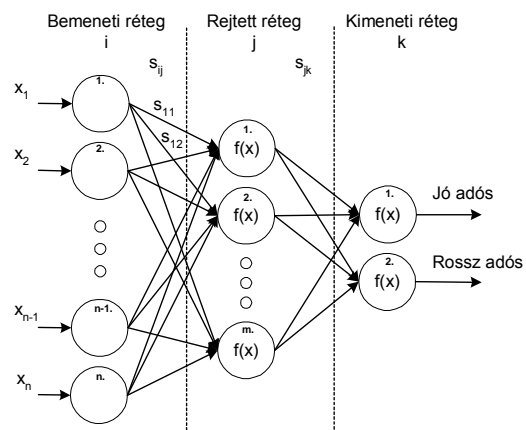 Bemeneti réteg
i
Rejtett réteg
j
Kimeneti réteg
k
s_ij
s_jk
x_1
1.
s_11
x_2
2.
s_12
1.
f(x)
2.
f(x)
1.
f(x)
Jó adós
2.
f(x)
Rossz adós
x_n-1
n-1.
m.
f(x)
x_n
n.